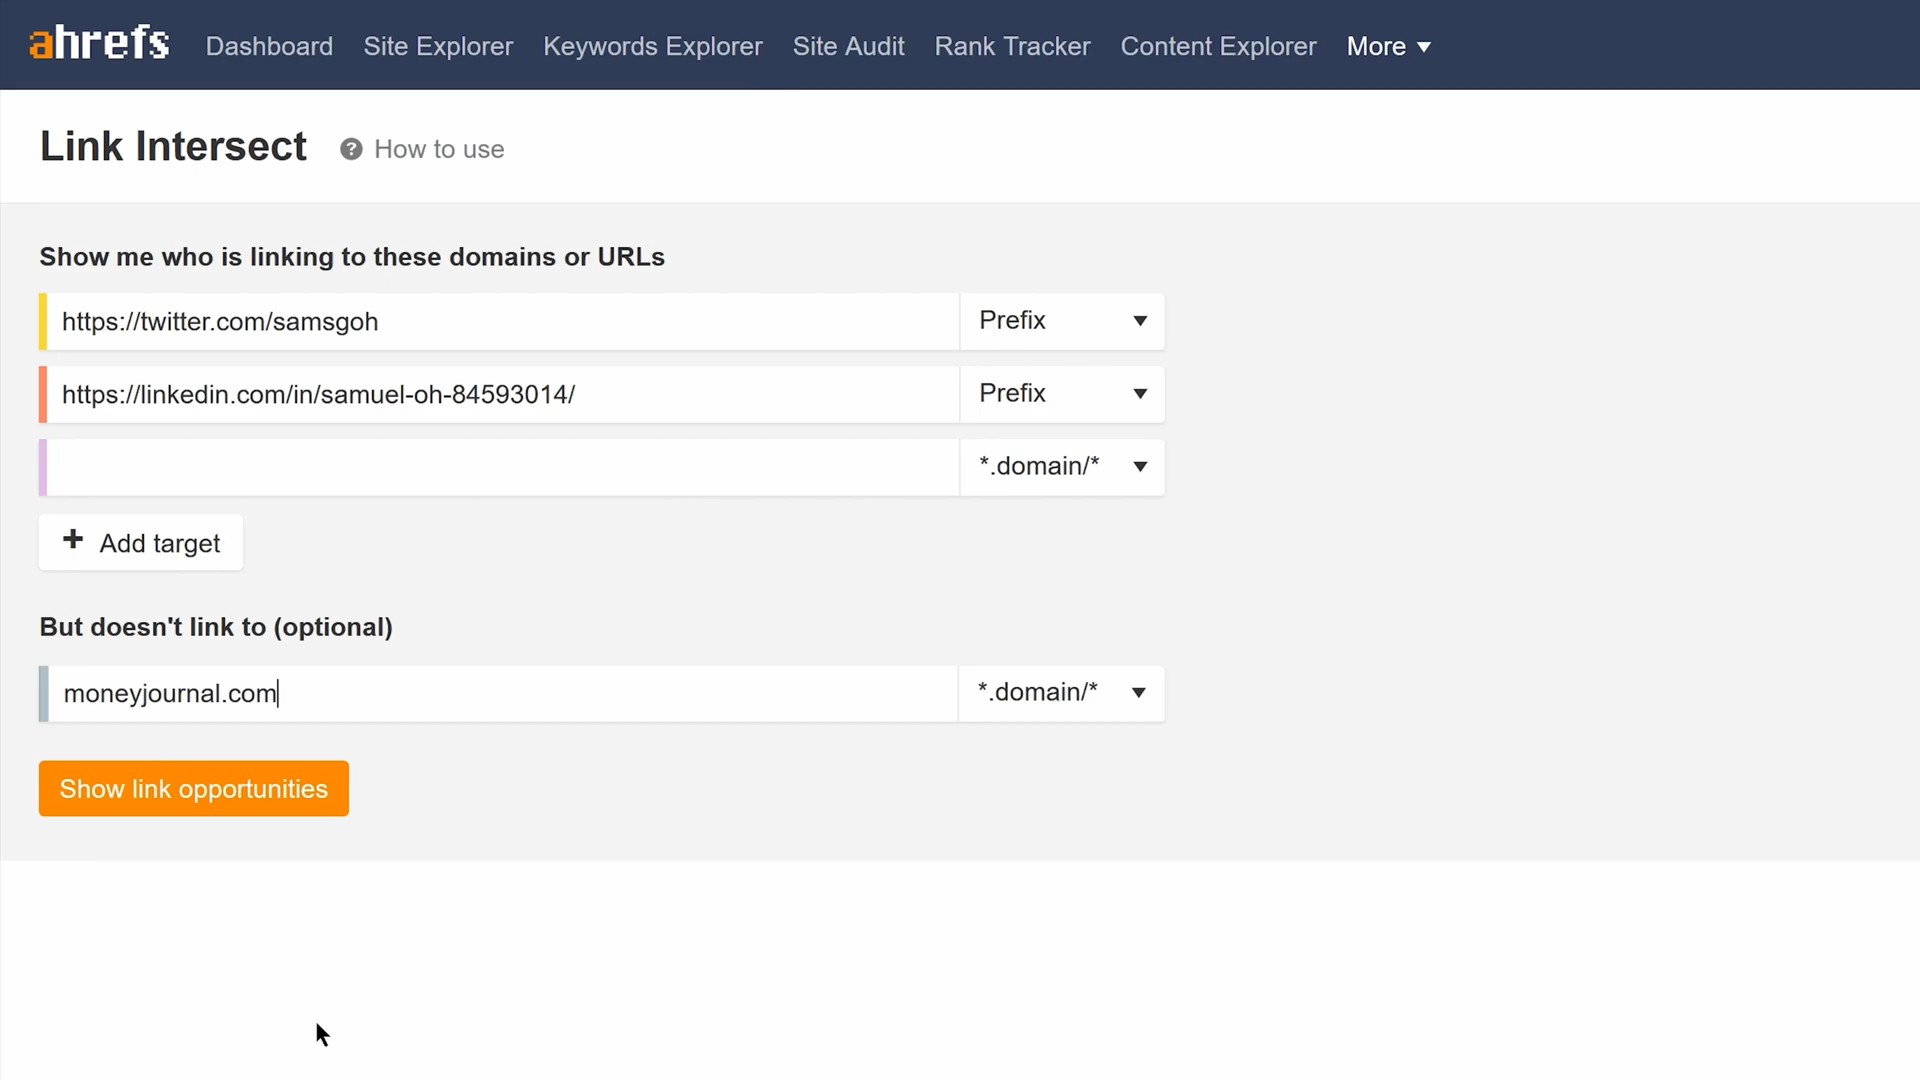 ahrefs Dashboard Site Explorer Keywords Explorer Site Audit Rank Tracker Content Explorer More
Link Intersect ? How to use
Show me who is linking to these domains or URLs
https://twitter.com/samsgoh Prefix
https://linkedin.com/in/samuel-oh-84593014/ Prefix
*.domain/*
+ Add target
But doesn't link to (optional)
moneyjournal.com *.domain/*
Show link opportunities